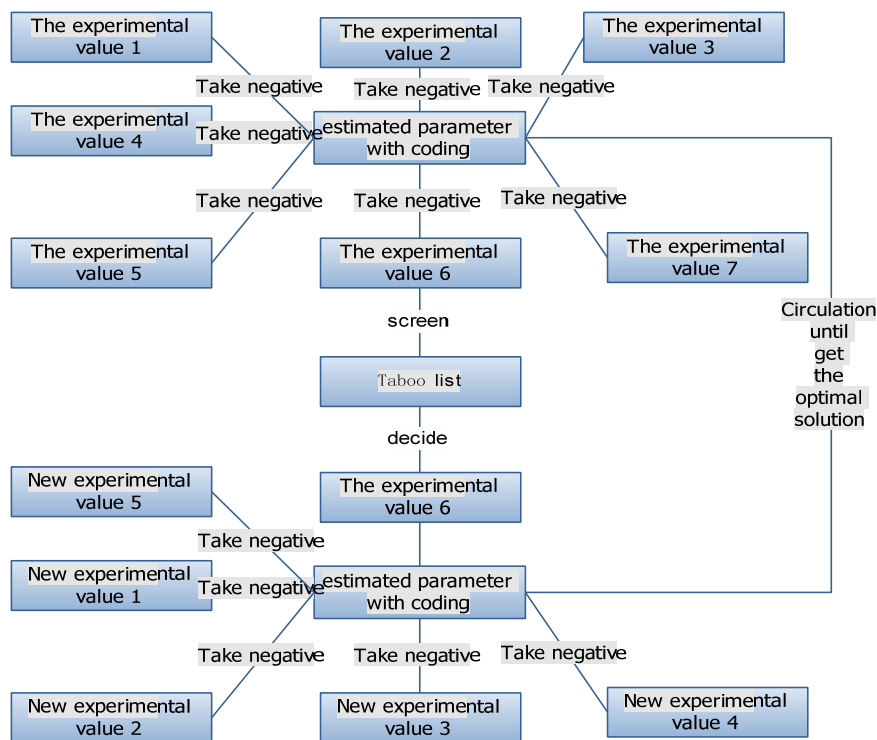 The experimental
value 1
The experimental
value 2
The experimental
value 3
Take negative
Take negative
Take negative
The experimental
value 4
Take negative
estimated parameter
with coding
Take negative
Take negative
Take negative
The experimental
value 5
The experimental
value 6
The experimental
value 7
screen
Circulation
until
get
the
optimal
solution
Taboo list
decide
New experimental
value 5
The experimental
value 6
Take negative
New experimental
value 1
Take negative
estimated parameter
with coding
Take negative
Take negative
Take negative
New experimental
value 2
New experimental
value 3
New experimental
value 4